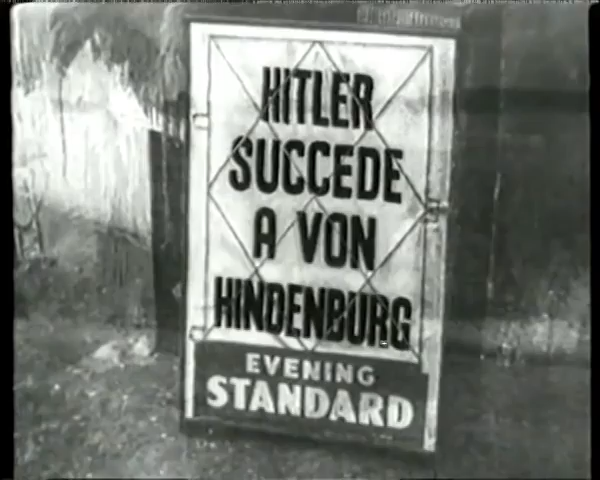 HITLER
SUCCEDE
A VON
HINDENBURG
EVENING
STANDARD